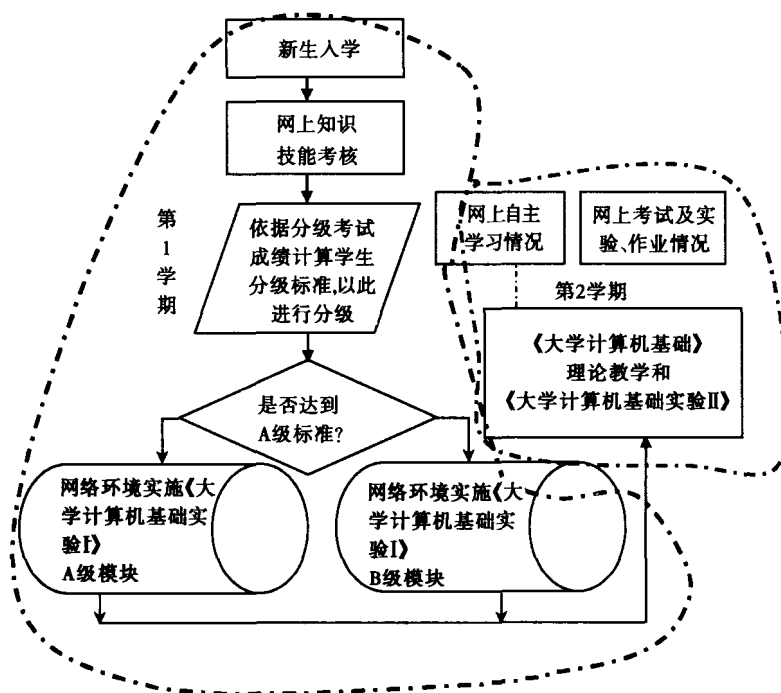 新生入学
网上知识
技能考核
第
1
学
期
依据分级考试
成绩计算学生
分级标准,以此
进行分级
网上自主
学习情况
网上考试及实
验、作业情况
第2学期
《大学计算机基础》
理论教学和
《大学计算机基础实验II》
是否达到
A级标准?
网络环境实施《大
学计算机基础实
验I》
A级模块
网络环境实施《大
学计算机基础实
验I》
B级模块